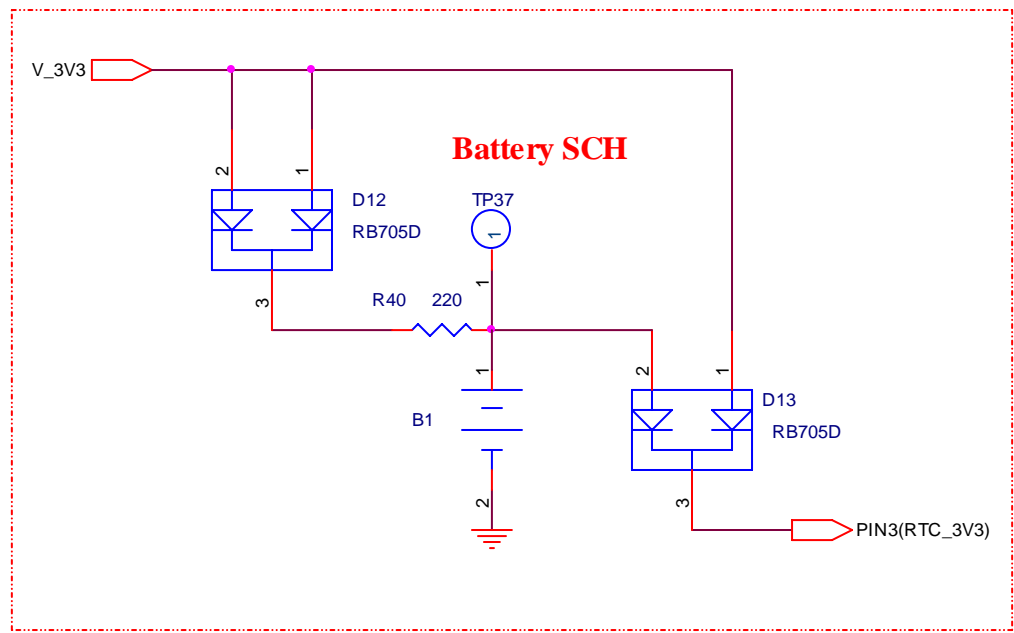 V_3V3
Battery SCH
2
1
D12
RB705D
TP37
1
3
R40 220
1
2
1
1
B1
D13
RB705D
2
3
PIN3(RTC_3V3)